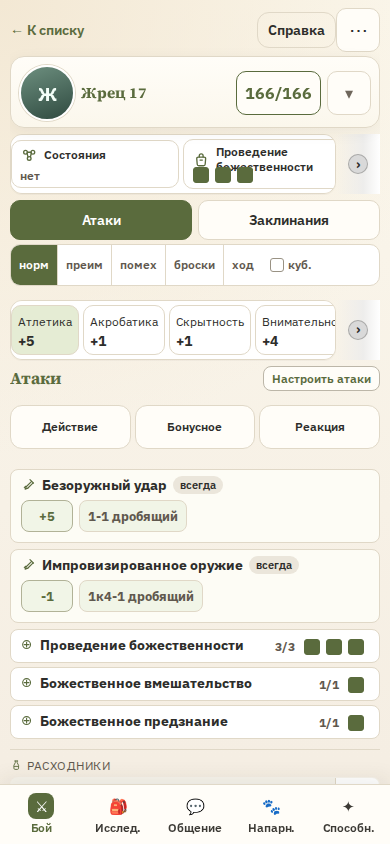 ← К списку
Справка
...
Ж
Жрец 17
166/166
Состояния
нет
Проведение
божественности
Атаки
Заклинания
норм
преим
помех
броски
ход
куб.
Атлетика
+5
Акробатика
+1
Скрытность
+1
Внимательнс
+4
Атаки
Настроить атаки
Действие
Бонусное
Реакция
Безоружный удар
всегда
+5
1-1 дробящий
Импровизированное оружие
всегда
-1
1к4-1 дробящий
Проведение божественности
3/3
Божественное вмешательство
1/1
Божественное предзнание
1/1
РАСХОДНИКИ
Бой
Исслед.
Общение
Напарн.
Способн.